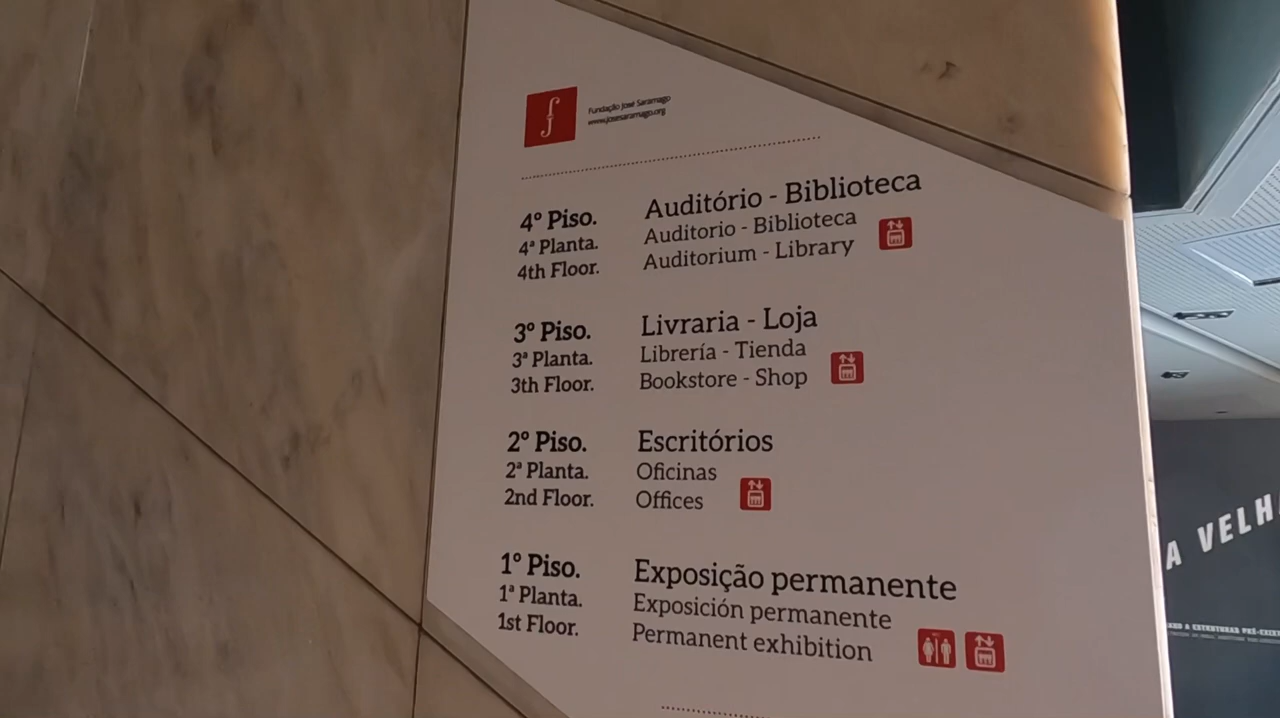 Fundação José Saramago
www.josesaramago.org
4º Piso. Auditório - Biblioteca
4ª Planta. Auditorio - Biblioteca
4th Floor. Auditorium - Library
3º Piso. Livraria - Loja
3ª Planta. Librería - Tienda
3th Floor. Bookstore - Shop
2º Piso. Escritórios
2ª Planta. Oficinas
2nd Floor. Offices
1º Piso. Exposição permanente
1ª Planta. Exposición permanente
1st Floor. Permanent exhibition
A VELH